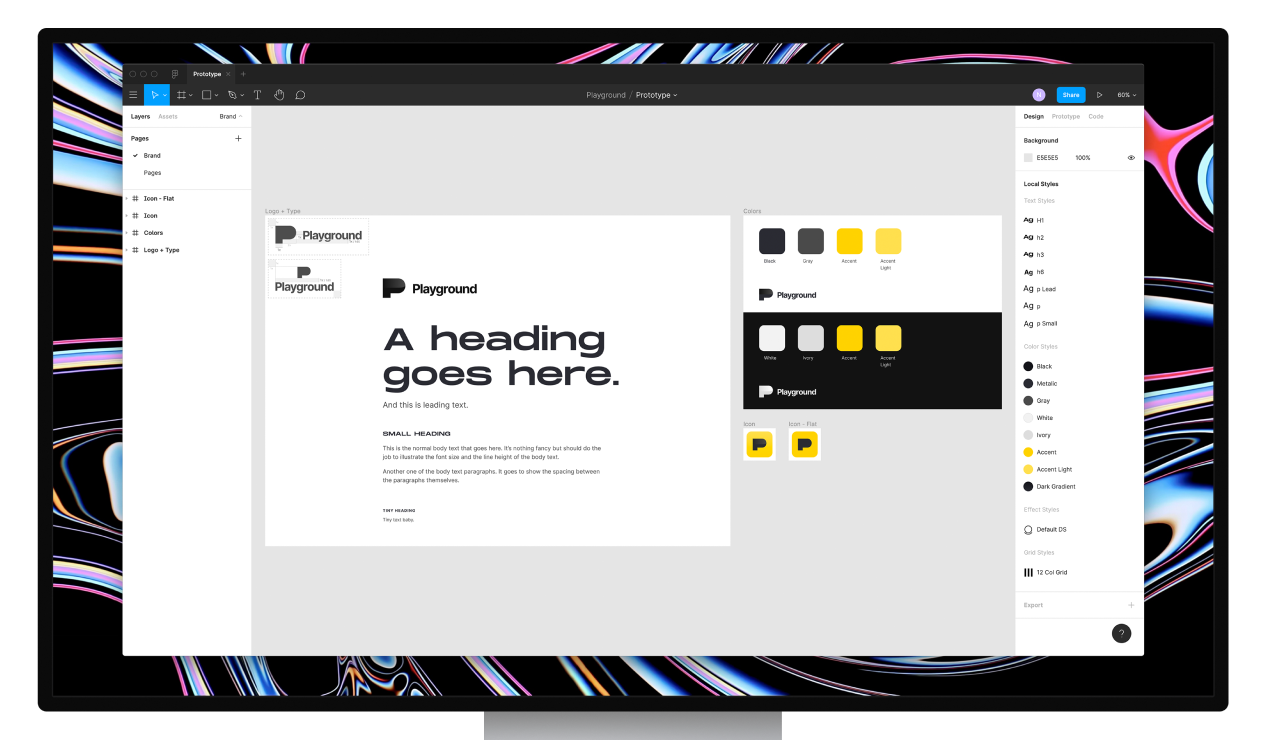 Prototype × +
Playground / Prototype
N
Share
60%
Layers Assets Brand
Pages +
Brand
Pages
Icon - Flat
Icon
Colors
Logo + Type
Logo + Type
Playground
Playground
Playground
A heading
goes here.
And this is leading text.
SMALL HEADING
This is the normal body text that goes here. It's nothing fancy but should do the
job to illustrate the font size and the line height of the body text.
Another one of the body text paragraphs. It goes to show the spacing between
the paragraphs themselves.
TINY HEADING
Tiny text baby.
Colors
Black Gray Accent Accent
Light
Playground
White Ivory Accent Accent
Light
Playground
Icon Icon - Flat
Design Prototype Code
Background
E5E5E5 100%
Local Styles
Text Styles
Ag H1
Ag h2
Ag h3
Ag h6
Ag p Lead
Ag p
Ag p Small
Color Styles
Black
Metalic
Gray
White
Ivory
Accent
Accent Light
Dark Gradient
Effect Styles
Default DS
Grid Styles
12 Col Grid
Export +
?